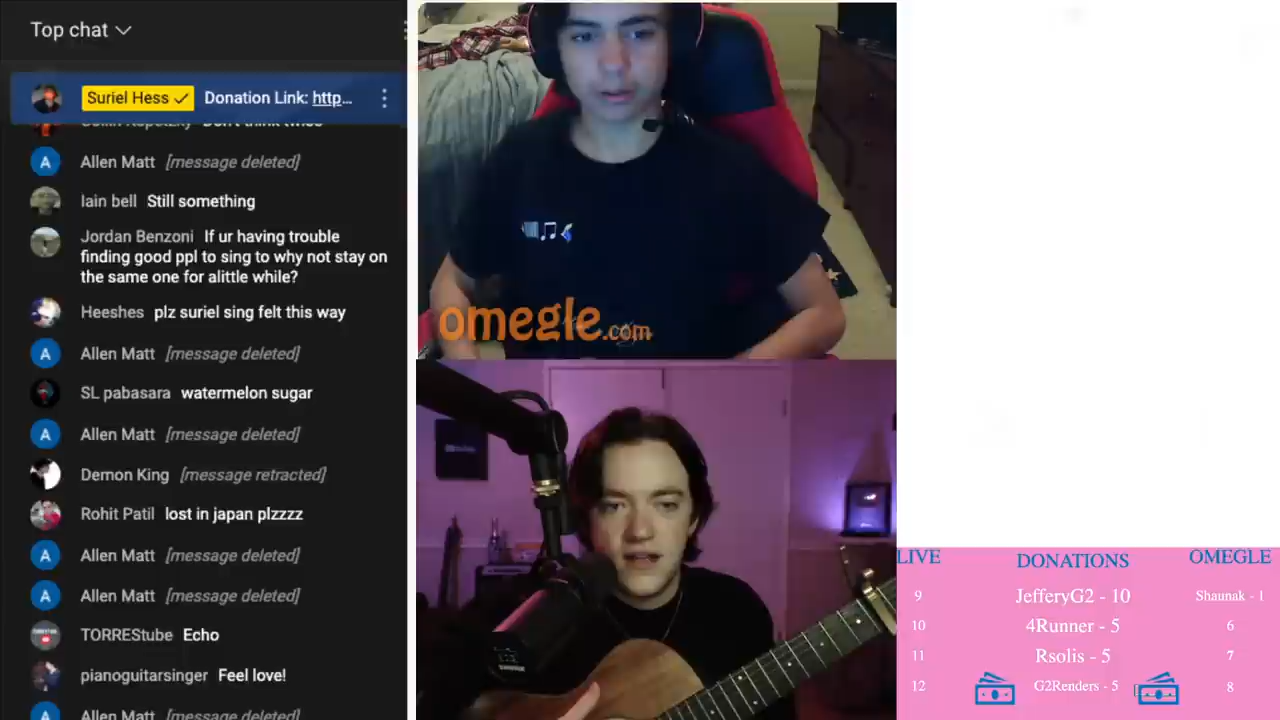 Top chat
Suriel Hess Donation Link: http...
Allen Matt [message deleted]
Iain bell Still something
Jordan Benzoni If ur having trouble
finding good ppl to sing to why not stay on
the same one for alittle while?
Heeshes plz suriel sing felt this way
Allen Matt [message deleted]
SL pabasara watermelon sugar
Allen Matt [message deleted]
Demon King [message retracted]
Rohit Patil lost in japan plzzzz
Allen Matt [message deleted]
Allen Matt [message deleted]
TORREStube Echo
pianoguitarsinger Feel love!
Allen Matt [message deleted]
omegle.com
LIVE DONATIONS OMEGLE
9 JefferyG2 - 10 Shaunak - 1
10 4Runner - 5 6
11 Rsolis - 5 7
12 G2Renders - 5 8